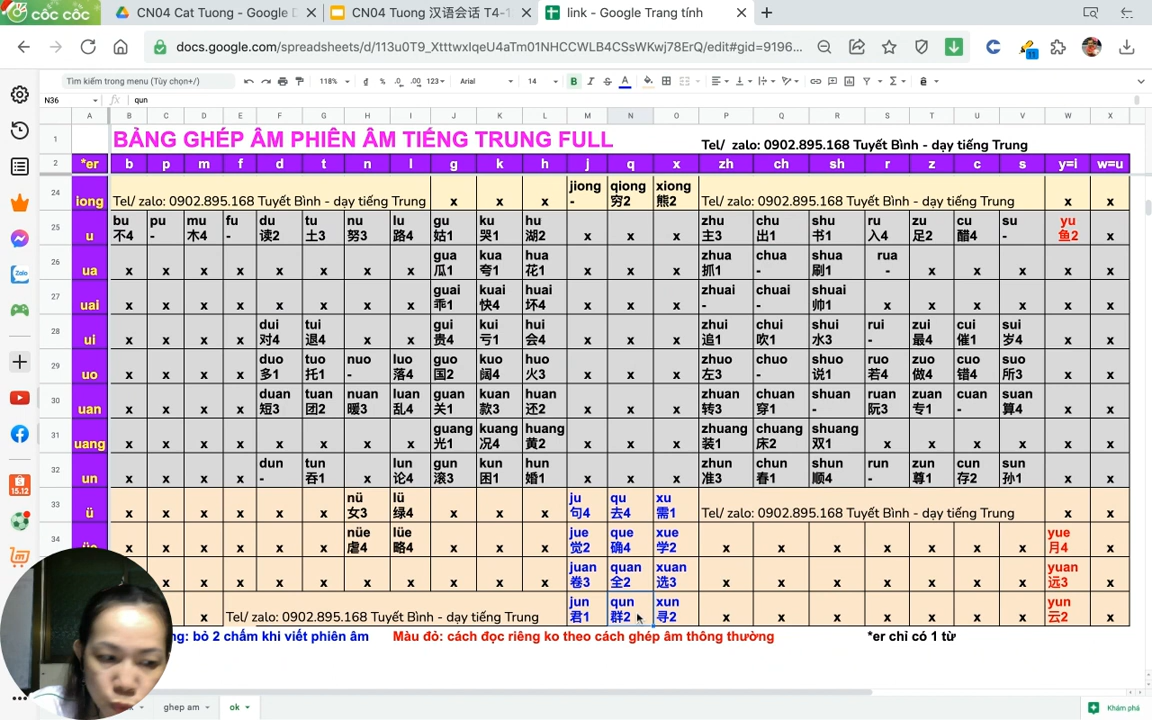 cốc cốc
CN04 Cat Tuong - Google D
CN04 Tuong 汉语会话 T4-1
link - Google Trang tính
docs.google.com/spreadsheets/d/113u0T9_XtttwxIqeU4aTm01NHCCWLB4CSsWKwj78ErQ/edit#gid=9196...
Tìm kiếm trong menu (Tùy chọn+/)
118%
123
Arial
14
N36
qun
A B C D E F G H I J K L M N O P Q R S T U V W X
1 BẢNG GHÉP ÂM PHIÊN ÂM TIẾNG TRUNG FULL Tel/ zalo: 0902.895.168 Tuyết Bình - dạy tiếng Trung
2 *er b p m f d t n l g k h j q x zh ch sh r z c s y=i w=u
jiong qiong xiong
24 iong Tel/ zalo: 0902.895.168 Tuyết Bình - dạy tiếng Trung x x x - 穷2 熊2 Tel/ zalo: 0902.895.168 Tuyết Bình - dạy tiếng Trung x x
25 bu pu mu fu du tu nu lu gu ku hu zhu chu shu ru zu cu su yu
u 不4 - 木4 - 读2 土3 努3 路4 姑1 哭1 湖2 x x x 主3 出1 书1 入4 足2 醋4 - 鱼2 x
26 gua kua hua zhua chua shua rua
ua x x x x x x x x 瓜1 夸1 花1 x x x 抓1 - 刷1 - x x x x x
27 guai kuai huai zhuai chuai shuai
uai x x x x x x x x 乖1 快4 坏4 x x x - - 帅1 x x x x x x
28 dui tui gui kui hui zhui chui shui rui zui cui sui
ui x x x x 对4 退4 x x 贵4 亏1 会4 x x x 追1 吹1 水3 - 最4 催1 岁4 x x
29 duo tuo nuo luo guo kuo huo zhuo chuo shuo ruo zuo cuo suo
uo x x x x 多1 托1 - 落4 国2 阔4 火3 x x x 左3 - 说1 若4 做4 错4 所3 x x
30 duan tuan nuan luan guan kuan huan zhuan chuan shuan ruan zuan cuan suan
uan x x x x 短3 团2 暖3 乱4 关1 款3 还2 x x x 转3 穿1 - 阮3 专1 - 算4 x x
31 guang kuang huang zhuang chuang shuang
uang x x x x x x x x 光1 况4 黄2 x x x 装1 床2 双1 x x x x x x
32 dun tun lun gun kun hun zhun chun shun run zun cun sun
un x x x x - 吞1 x 论4 滚3 困1 婚1 x x x 准3 春1 顺4 - 尊1 存2 孙1 x x
33 nü lü ju qu xu
ü x x x x x x 女3 绿4 x x x 句4 去4 需1 Tel/ zalo: 0902.895.168 Tuyết Bình - dạy tiếng Trung x x
34 nüe lüe jue que xue yue
x x x x x 虐4 略4 x x x 觉2 确4 学2 x x x x x x x 月4 x
juan quan xuan yuan
x x x x x x x x x x 卷3 全2 选3 x x x x x x x 远3 x
jun qun xun yun
x Tel/ zalo: 0902.895.168 Tuyết Bình - dạy tiếng Trung x 君1 群2 寻2 x x x x x x x 云2 x
ng: bỏ 2 chấm khi viết phiên âm Màu đỏ: cách đọc riêng ko theo cách ghép âm thông thường *er chỉ có 1 từ
ghep am
ok
Khám phá
15.12
Zalo